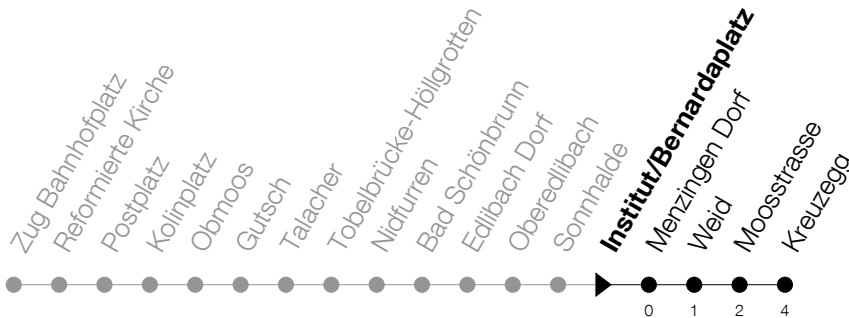 Zug Bahnhofplatz
Reformierte Kirche
Postplatz
Kolinplatz
Obmoos
Gutsch
Talacher
Tobelbrücke-Höllgrotten
Nidfurren
Bad Schönbrunn
Edlibach Dorf
Oberedlibach
Sonnhalde
Institut/Bernardaplatz
Menzingen Dorf
Weid
Moosstrasse
Kreuzegg
0
1
2
4